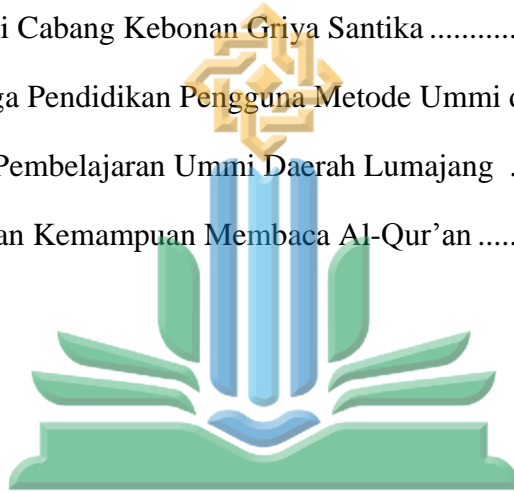 i Cabang Kebonan Griya Santika ............
ga Pendidikan Pengguna Metode Ummi
Pembelajaran Ummi Daerah Lumajang .
an Kemampuan Membaca Al-Qur’an .....